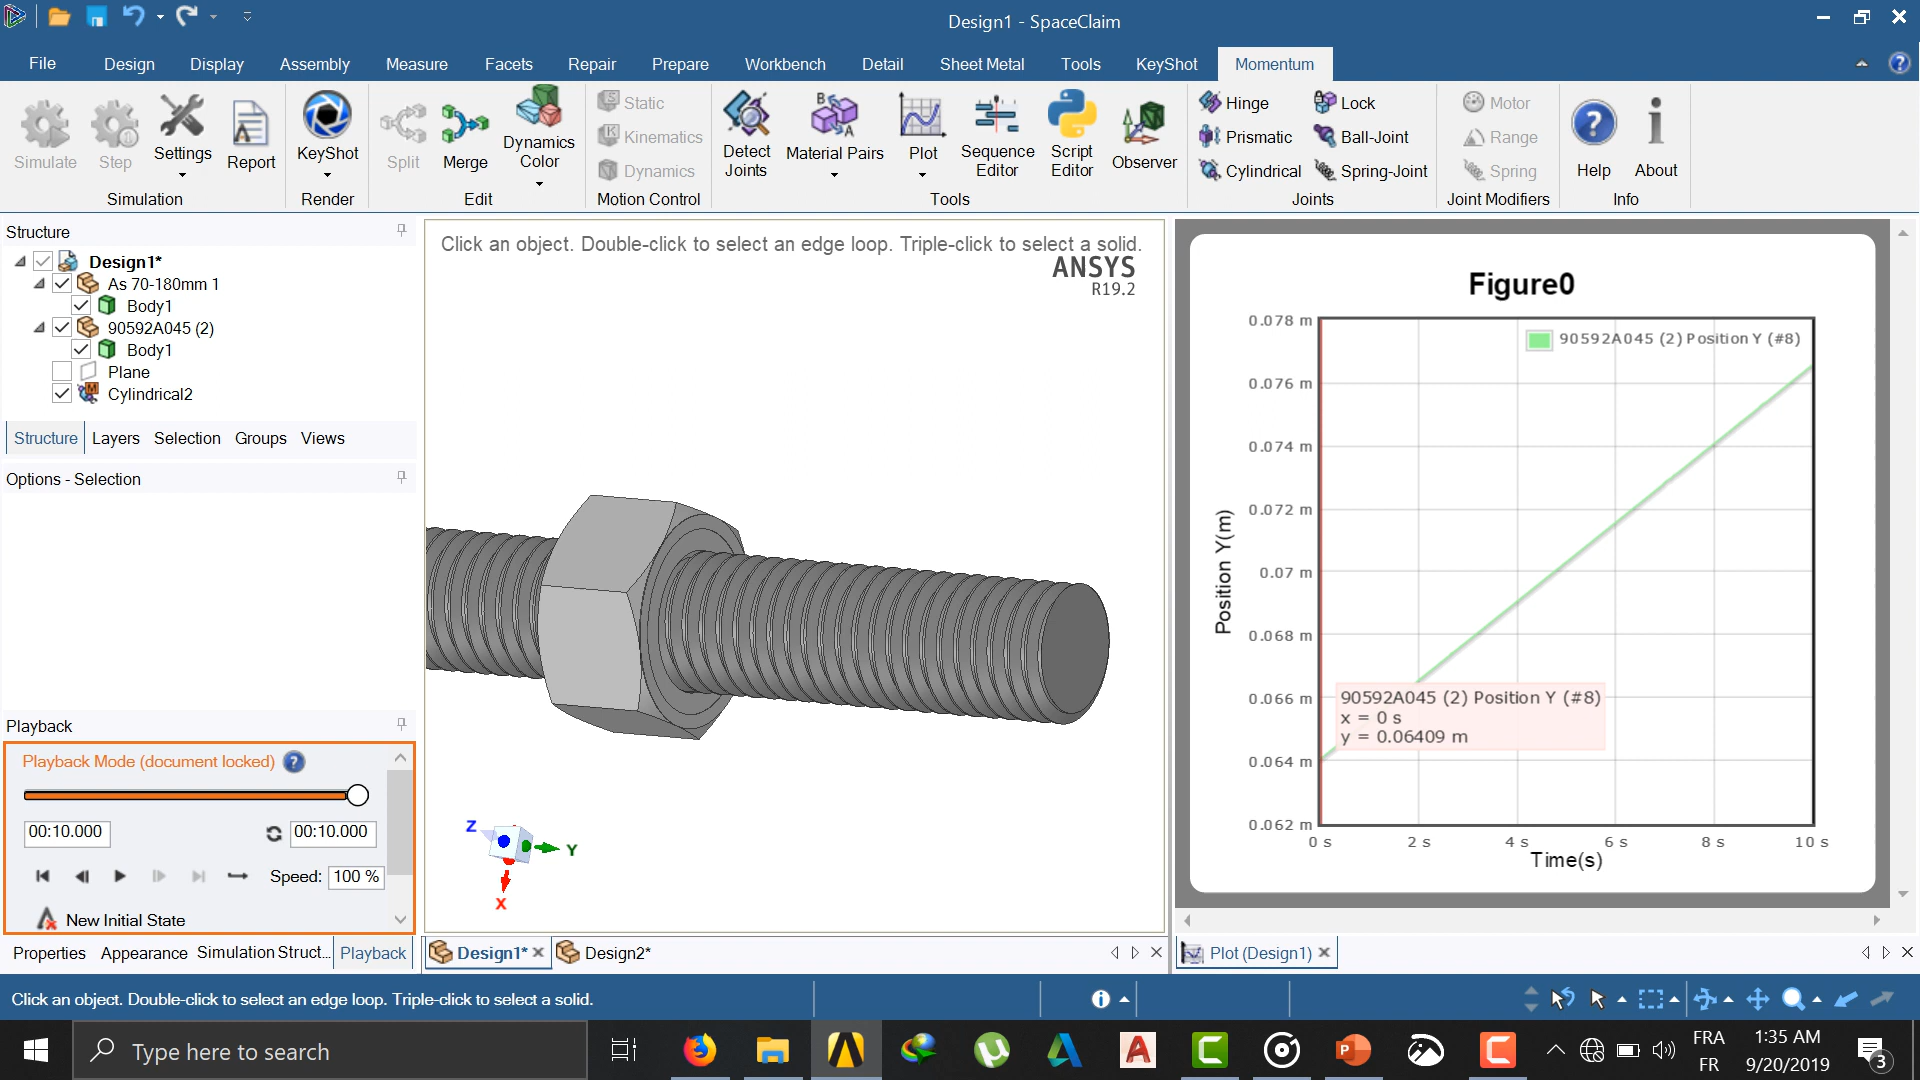 Design1 - SpaceClaim
File Design Display Assembly Measure Facets Repair Prepare Workbench Detail Sheet Metal Tools KeyShot Momentum
Simulate Step Settings Report
Simulation
KeyShot
Render
Split Merge Dynamics Color
Edit
Static
Kinematics
Dynamics
Motion Control
Detect Joints Material Pairs Plot Sequence Editor Script Editor Observer
Tools
Hinge Lock
Prismatic Ball-Joint
Cylindrical Spring-Joint
Joints
Motor
Range
Spring
Joint Modifiers
Help About
Info
Structure
Design1*
As 70-180mm 1
Body1
90592A045 (2)
Body1
Plane
Cylindrical2
Structure Layers Selection Groups Views
Options - Selection
Playback
Playback Mode (document locked)
00:10.000 00:10.000
Speed: 100 %
New Initial State
Properties Appearance Simulation Struct... Playback
Click an object. Double-click to select an edge loop. Triple-click to select a solid.
ANSYS
R19.2
Z Y X
Design1* Design2*
Figure0
90592A045 (2) Position Y (#8)
0.078 m
0.076 m
0.074 m
0.072 m
0.07 m
0.068 m
0.066 m
0.064 m
0.062 m
Position Y(m)
90592A045 (2) Position Y (#8)
x = 0 s
y = 0.06409 m
0 s 2 s 4 s 6 s 8 s 10 s
Time(s)
Plot (Design1)
Click an object. Double-click to select an edge loop. Triple-click to select a solid.
Type here to search
FRA
FR
1:35 AM
9/20/2019
3